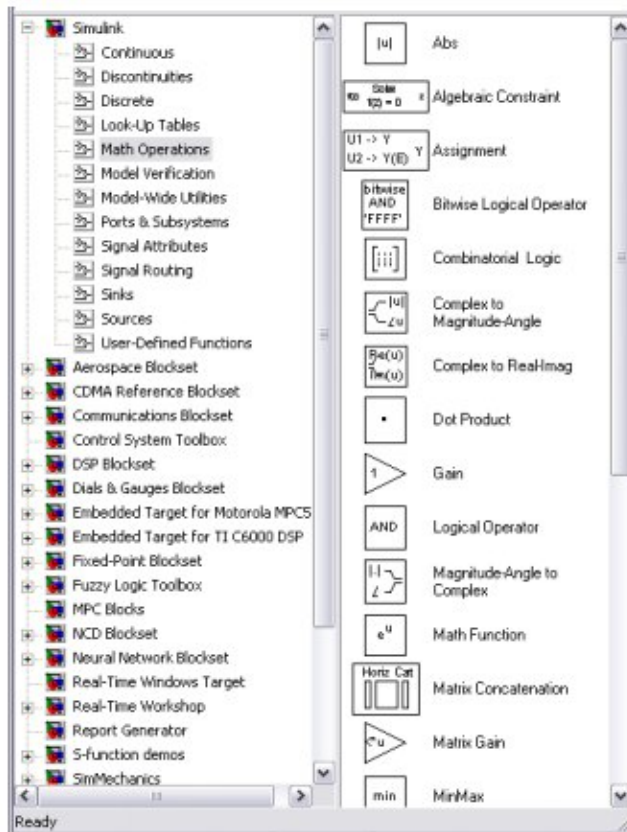 Simulink
Continuous
Discontinuities
Discrete
Look-Up Tables
Math Operations
Model Verification
Model-Wide Utilities
Ports & Subsystems
Signal Attributes
Signal Routing
Sinks
Sources
User-Defined Functions
Aerospace Blockset
CDMA Reference Blockset
Communications Blockset
Control System Toolbox
DSP Blockset
Dials & Gauges Blockset
Embedded Target for Motorola MPC5
Embedded Target for TI C6000 DSP
Fixed-Point Blockset
Fuzzy Logic Toolbox
MPC Blocks
NCD Blockset
Neural Network Blockset
Real-Time Windows Target
Real-Time Workshop
Report Generator
S-function demos
SimMechanics
|u|
Abs
Solve
f(z) = 0
z
Algebraic Constraint
U1 -> Y
U2 -> Y(E)
Y
Assignment
bitwise
AND
'FFFF'
Bitwise Logical Operator
Combinatorial Logic
|u|
∠u
Complex to
Magnitude-Angle
Re(u)
Im(u)
Complex to Real-Imag
Dot Product
1
Gain
AND
Logical Operator
|-|
∠
Magnitude-Angle to
Complex
e^u
Math Function
Horiz Cat
Matrix Concatenation
u
Matrix Gain
min
MinMax
Ready